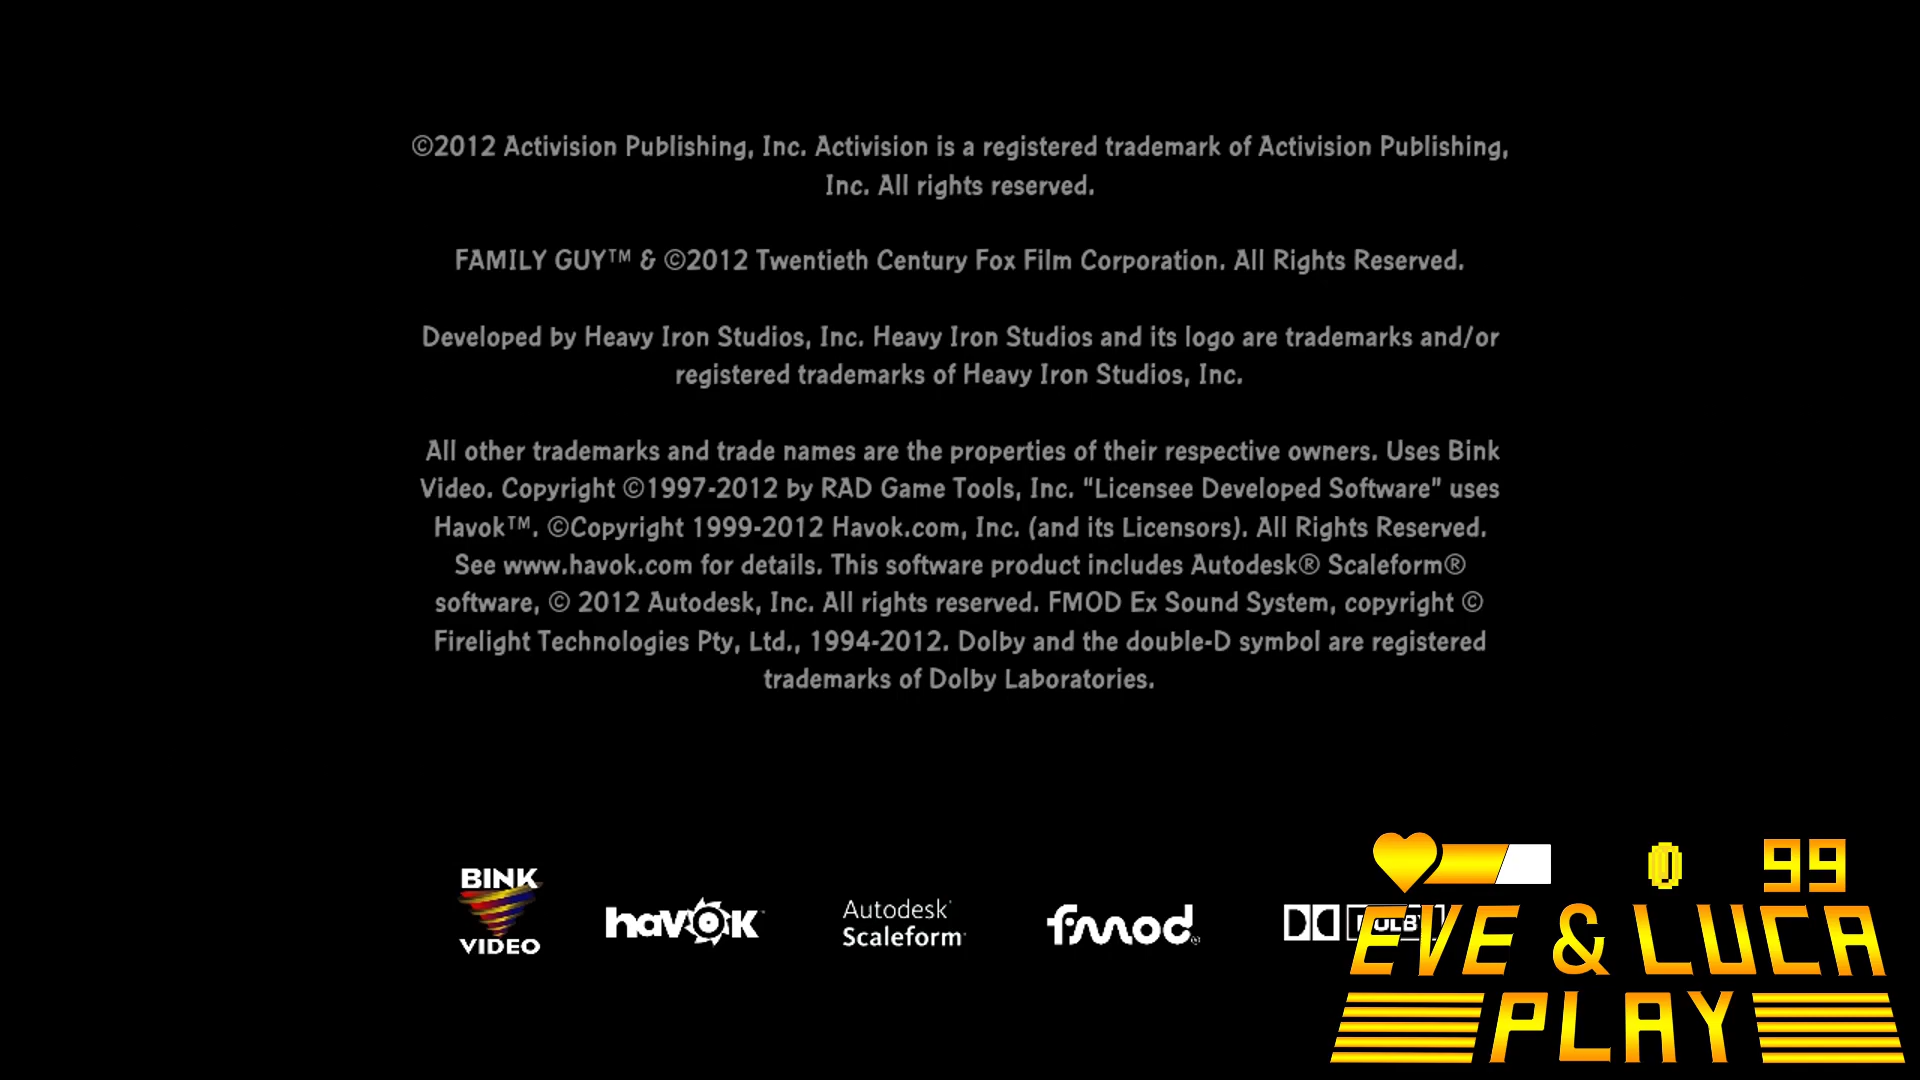 ©2012 Activision Publishing, Inc. Activision is a registered trademark of Activision Publishing,
Inc. All rights reserved.
FAMILY GUY™ & ©2012 Twentieth Century Fox Film Corporation. All Rights Reserved.
Developed by Heavy Iron Studios, Inc. Heavy Iron Studios and its logo are trademarks and/or
registered trademarks of Heavy Iron Studios, Inc.
All other trademarks and trade names are the properties of their respective owners. Uses Bink
Video. Copyright ©1997-2012 by RAD Game Tools, Inc. "Licensee Developed Software" uses
Havok™. ©Copyright 1999-2012 Havok.com, Inc. (and its Licensors). All Rights Reserved.
See www.havok.com for details. This software product includes Autodesk® Scaleform®
software, © 2012 Autodesk, Inc. All rights reserved. FMOD Ex Sound System, copyright ©
Firelight Technologies Pty, Ltd., 1994-2012. Dolby and the double-D symbol are registered
trademarks of Dolby Laboratories.
BINK
VIDEO
havok
Autodesk
Scaleform
fmod®
99
EVE & LUCA
PLAY